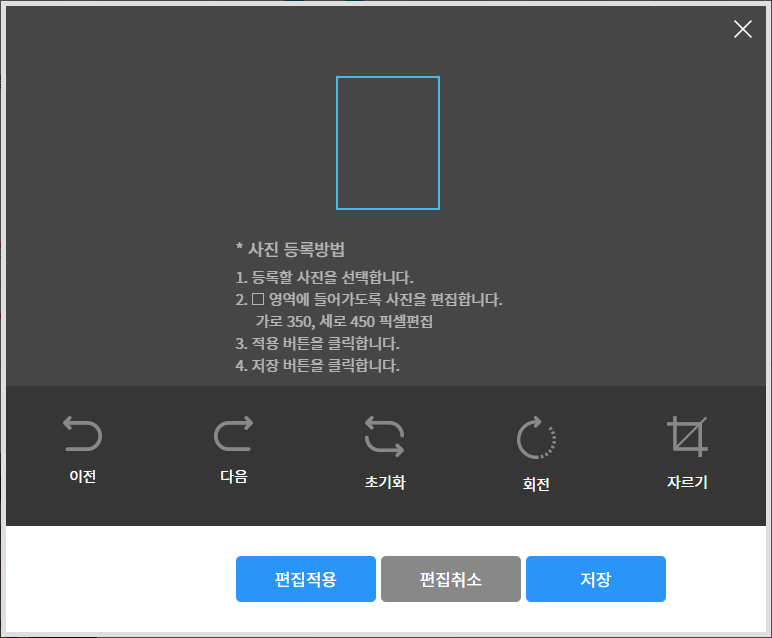 * 사진 등록방법
1. 등록할 사진을 선택합니다.
2. □ 영역에 들어가도록 사진을 편집합니다.
가로 350, 세로 450 픽셀편집
3. 적용 버튼을 클릭합니다.
4. 저장 버튼을 클릭합니다.
이전
다음
초기화
회전
자르기
편집적용
편집취소
저장